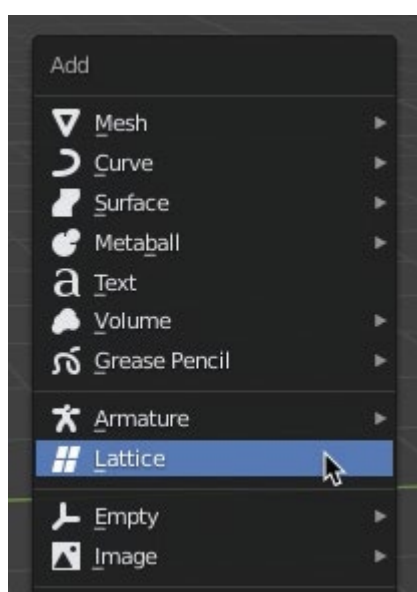 Add
Mesh
Curve
Surface
Metaball
Text
Volume
Grease Pencil
Armature
Lattice
Empty
Image